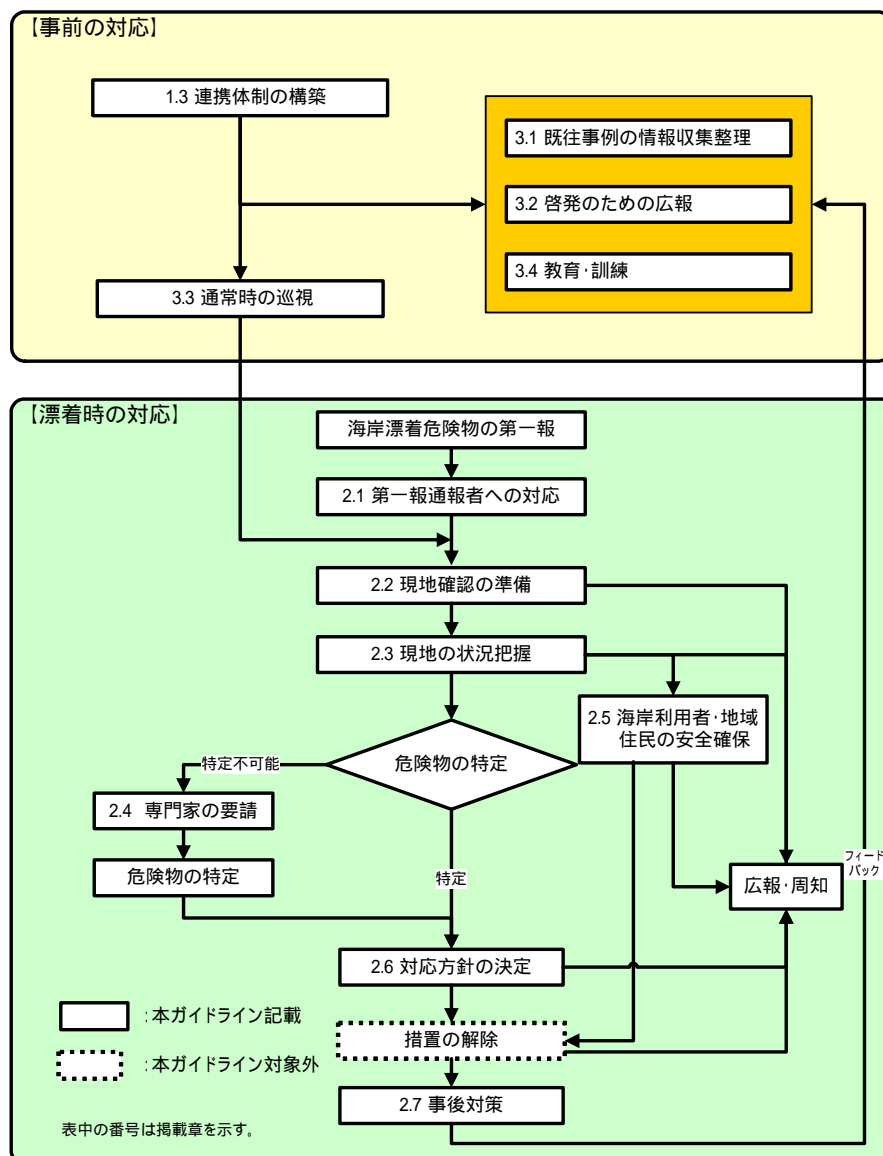 【事前の対応】
1.3 連携体制の構築
3.1 既往事例の情報収集整理
3.2 啓発のための広報
3.4 教育･訓練
3.3 通常時の巡視
【漂着時の対応】
海岸漂着危険物の第一報
2.1 第一報通報者への対応
2.2 現地確認の準備
2.3 現地の状況把握
2.5 海岸利用者･地域
住民の安全確保
危険物の特定
特定不可能
2.4 専門家の要請
危険物の特定
特定
広報･周知
フィード
バック
2.6 対応方針の決定
措置の解除
2.7 事後対策
:本ガイドライン記載
:本ガイドライン対象外
表中の番号は掲載章を示す。